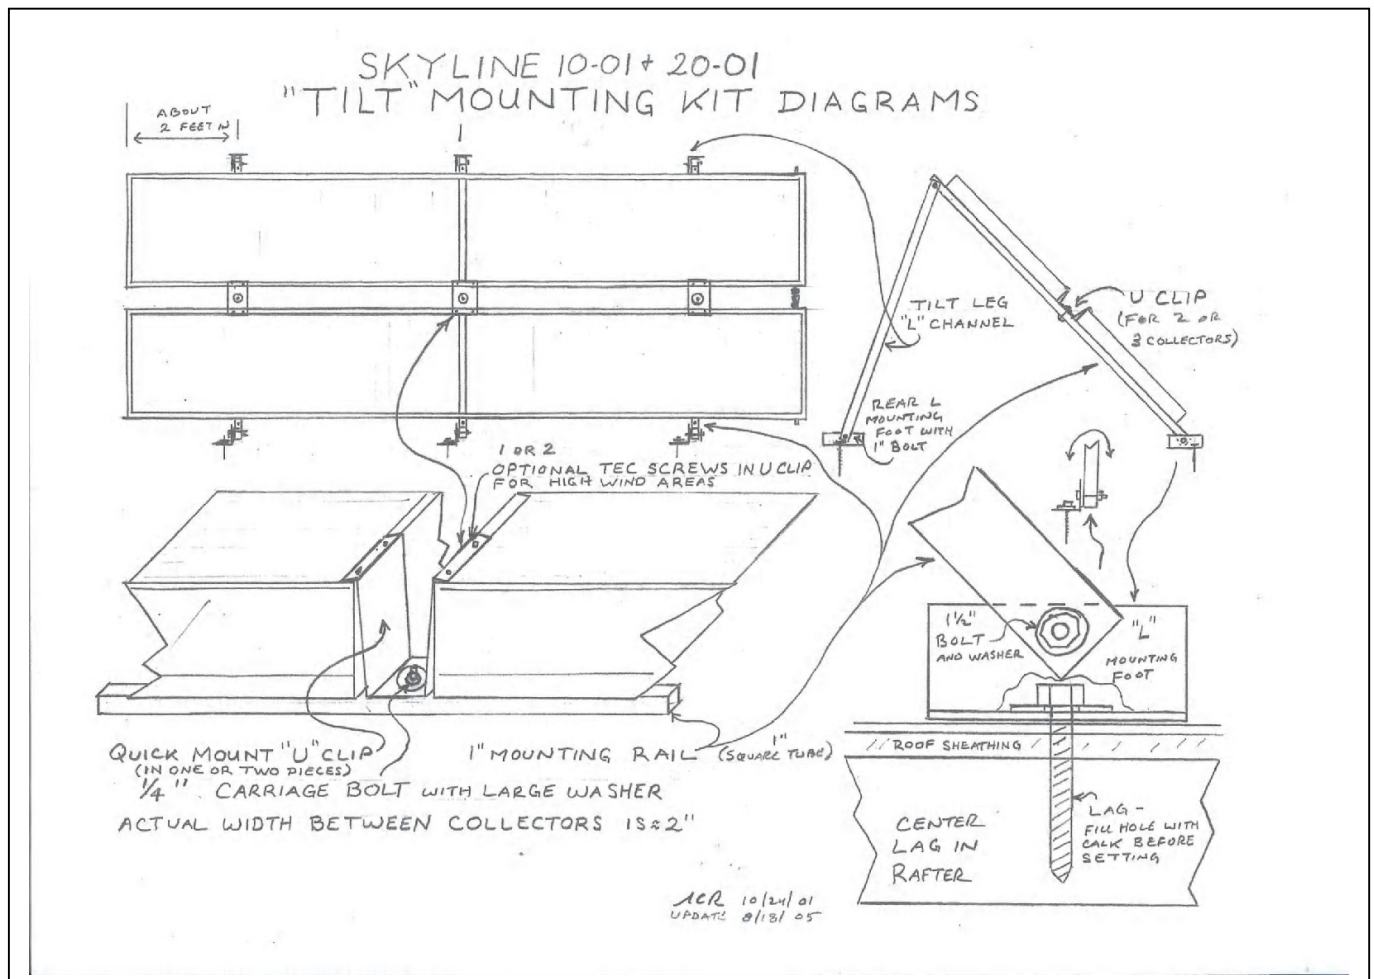 SKYLINE 10-01 + 20-01
"TILT" MOUNTING KIT DIAGRAMS
ABOUT
2 FEET IN
TILT LEG
"L" CHANNEL
U CLIP
(FOR 2 OR
3 COLLECTORS)
REAR L
MOUNTING
FOOT WITH
1" BOLT
1 OR 2
OPTIONAL TEC SCREWS IN U CLIP
FOR HIGH WIND AREAS
1½"
BOLT
AND WASHER
"L"
MOUNTING
FOOT
QUICK MOUNT "U" CLIP
(IN ONE OR TWO PIECES)
1" MOUNTING RAIL
1"
(SQUARE TUBE)
ROOF SHEATHING
1/4" CARRIAGE BOLT WITH LARGE WASHER
ACTUAL WIDTH BETWEEN COLLECTORS IS ≈ 2"
CENTER
LAG IN
RAFTER
LAG -
FILL HOLE WITH
CALK BEFORE
SETTING
ACR 10/24/01
UPDATE 8/18/05